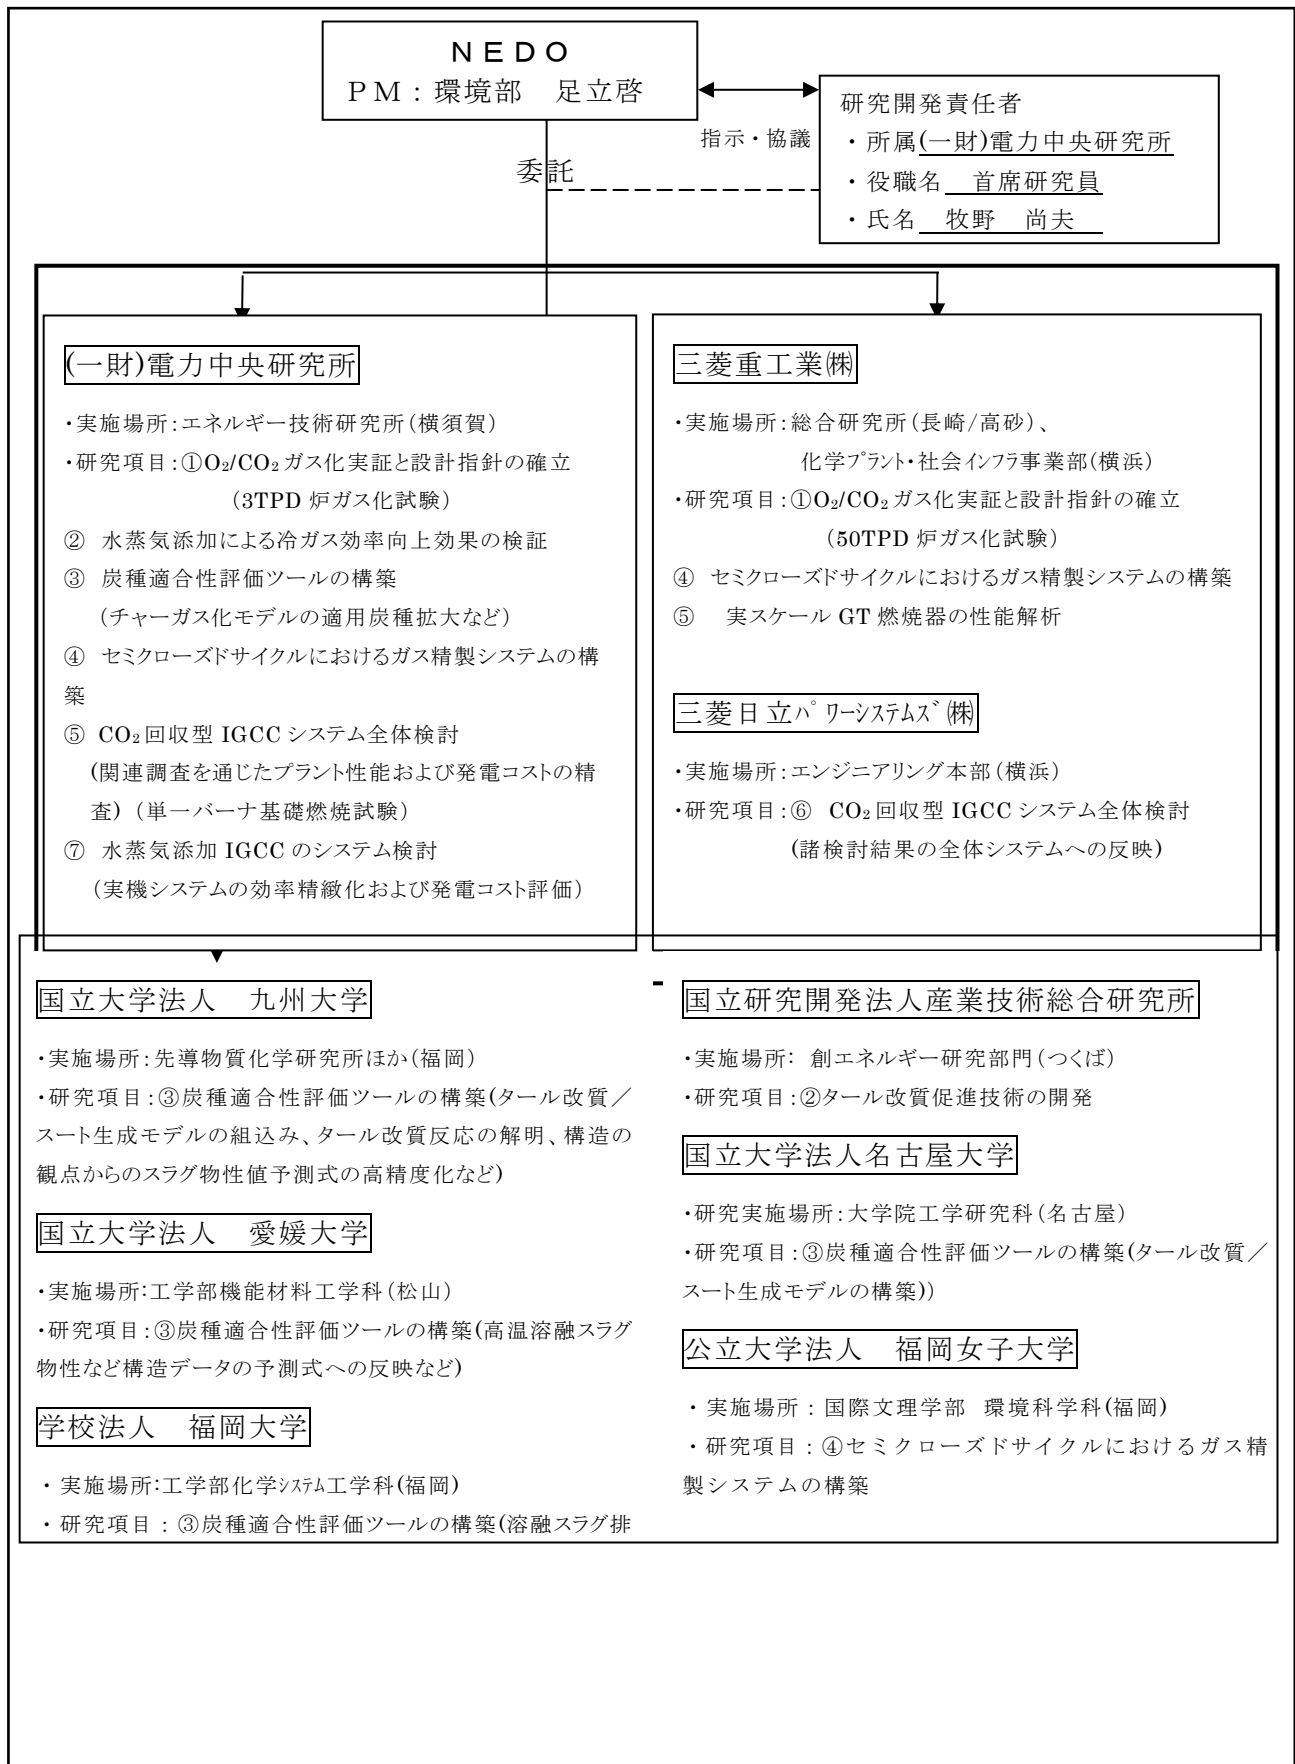 ＮＥＤＯ
ＰＭ：環境部　足立啓
指示・協議
委託
研究開発責任者
・所属(一財)電力中央研究所
・役職名　首席研究員
・氏名　牧野　尚夫
(一財)電力中央研究所
・実施場所：エネルギー技術研究所（横須賀）
・研究項目：①O₂/CO₂ガス化実証と設計指針の確立
（3TPD 炉ガス化試験）
②　水蒸気添加による冷ガス効率向上効果の検証
③　炭種適合性評価ツールの構築
（チャーガス化モデルの適用炭種拡大など）
④　セミクローズドサイクルにおけるガス精製システムの構
築
⑤　CO₂回収型 IGCC システム全体検討
(関連調査を通じたプラント性能および発電コストの精
査)（単一バーナ基礎燃焼試験）
⑦　水蒸気添加 IGCC のシステム検討
（実機システムの効率精緻化および発電コスト評価）
三菱重工業㈱
・実施場所：総合研究所（長崎/高砂）、
化学ﾌﾟﾗﾝﾄ・社会ｲﾝﾌﾗ事業部（横浜）
・研究項目：①O₂/CO₂ガス化実証と設計指針の確立
（50TPD 炉ガス化試験）
④　セミクローズドサイクルにおけるガス精製システムの構築
⑤　実スケール GT 燃焼器の性能解析
三菱日立ﾊﾟﾜｰｼｽﾃﾑｽﾞ㈱
・実施場所：エンジニアリング本部（横浜）
・研究項目：⑥　CO₂回収型 IGCC システム全体検討
(諸検討結果の全体システムへの反映)
国立大学法人　九州大学
・実施場所：先導物質化学研究所ほか（福岡）
・研究項目：③炭種適合性評価ツールの構築(タール改質／
スート生成モデルの組込み、タール改質反応の解明、構造の
観点からのスラグ物性値予測式の高精度化など)
国立大学法人　愛媛大学
・実施場所:工学部機能材料工学科（松山）
・研究項目：③炭種適合性評価ツールの構築(高温溶融スラグ
物性など構造データの予測式への反映など)
学校法人　福岡大学
・実施場所:工学部化学ｼｽﾃﾑ工学科(福岡)
・研究項目：③炭種適合性評価ツールの構築(溶融スラグ排
国立研究開発法人産業技術総合研究所
・実施場所：　創エネルギー研究部門（つくば）
・研究項目：②タール改質促進技術の開発
国立大学法人名古屋大学
・研究実施場所：大学院工学研究科（名古屋）
・研究項目：③炭種適合性評価ツールの構築(タール改質／
スート生成モデルの構築)）
公立大学法人　福岡女子大学
・実施場所：国際文理学部　環境科学科(福岡)
・研究項目：④セミクローズドサイクルにおけるガス精
製システムの構築